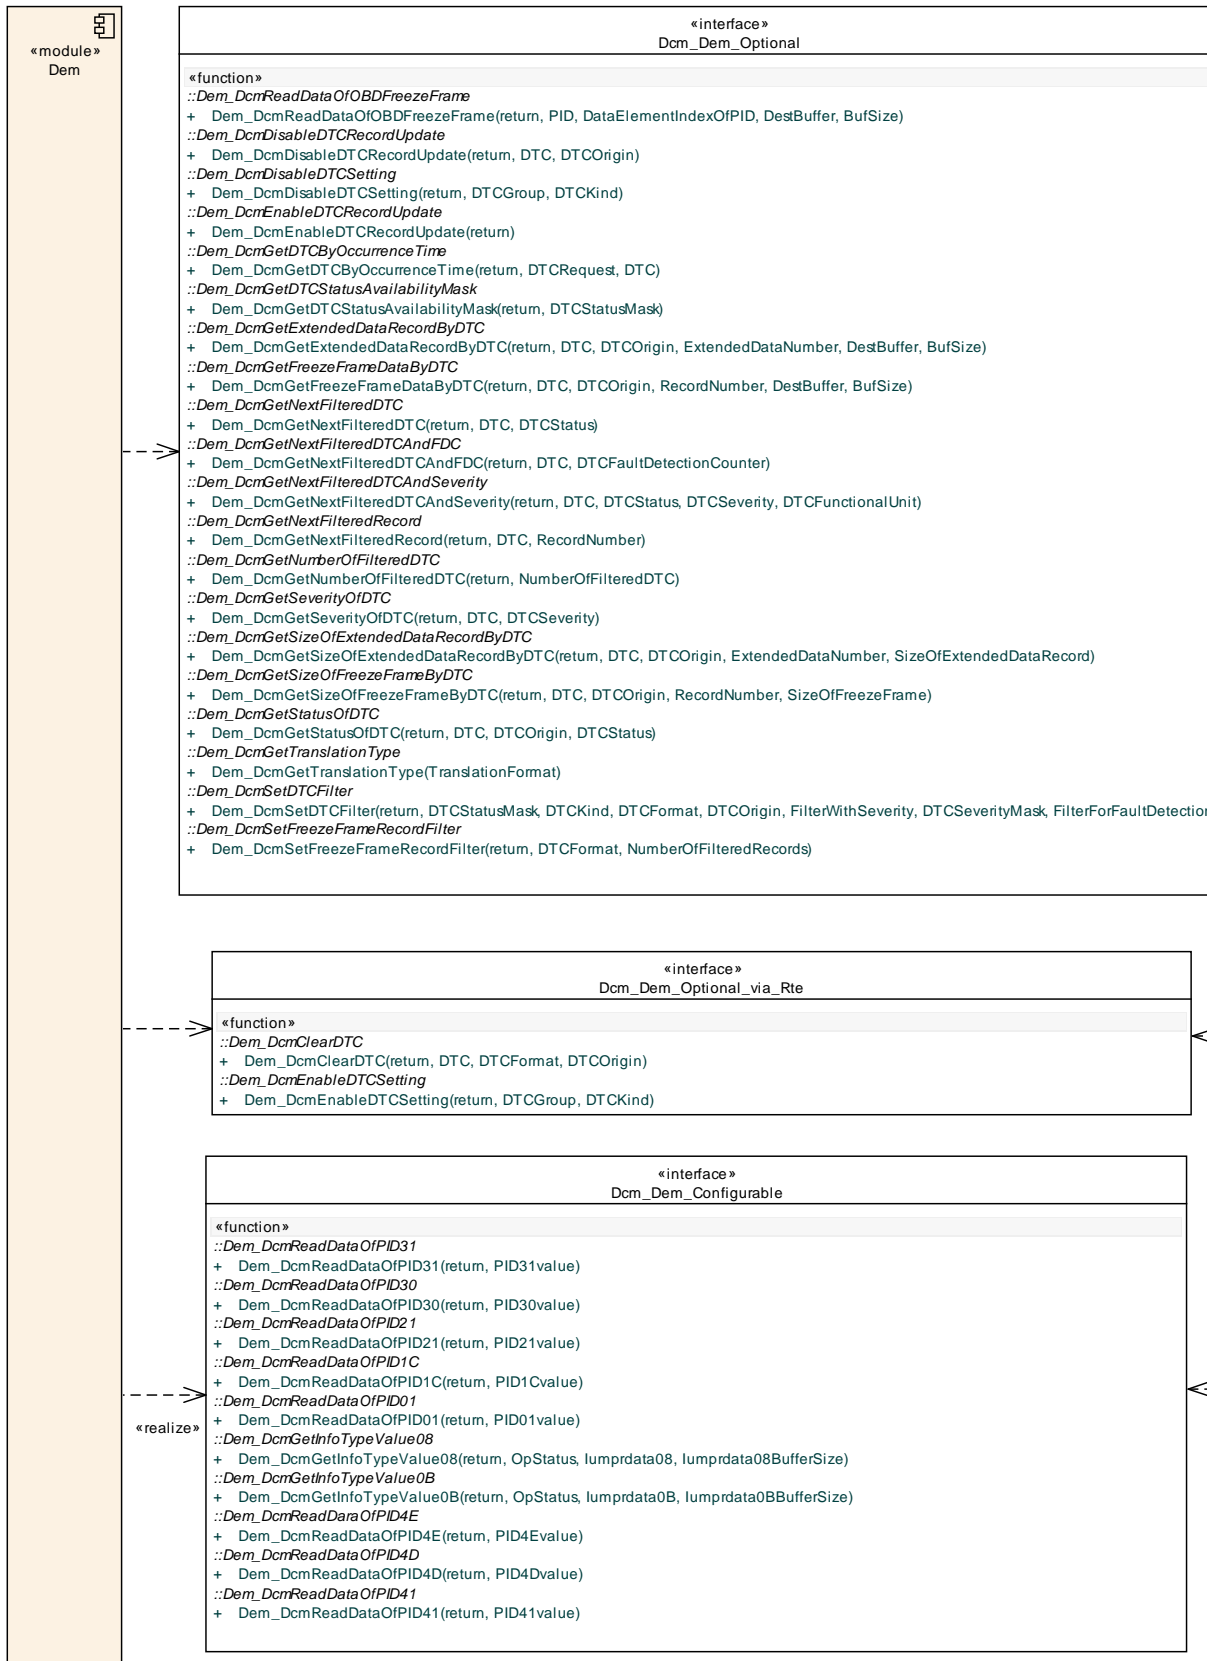 «module»
Dem
«interface»
Dcm_Dem_Optional
«function»
::Dem_DcmReadDataOfOBDFreezeFrame
+ Dem_DcmReadDataOfOBDFreezeFrame(return, PID, DataElementIndexOfPID, DestBuffer, BufSize)
::Dem_DcmDisableDTCRecordUpdate
+ Dem_DcmDisableDTCRecordUpdate(return, DTC, DTCOrigin)
::Dem_DcmDisableDTCSetting
+ Dem_DcmDisableDTCSetting(return, DTCGroup, DTCKind)
::Dem_DcmEnableDTCRecordUpdate
+ Dem_DcmEnableDTCRecordUpdate(return)
::Dem_DcmGetDTCByOccurrenceTime
+ Dem_DcmGetDTCByOccurrenceTime(return, DTCRequest, DTC)
::Dem_DcmGetDTCStatusAvailabilityMask
+ Dem_DcmGetDTCStatusAvailabilityMask(return, DTCStatusMask)
::Dem_DcmGetExtendedDataRecordByDTC
+ Dem_DcmGetExtendedDataRecordByDTC(return, DTC, DTCOrigin, ExtendedDataNumber, DestBuffer, BufSize)
::Dem_DcmGetFreezeFrameDataByDTC
+ Dem_DcmGetFreezeFrameDataByDTC(return, DTC, DTCOrigin, RecordNumber, DestBuffer, BufSize)
::Dem_DcmGetNextFilteredDTC
+ Dem_DcmGetNextFilteredDTC(return, DTC, DTCStatus)
::Dem_DcmGetNextFilteredDTCAndFDC
+ Dem_DcmGetNextFilteredDTCAndFDC(return, DTC, DTCFaultDetectionCounter)
::Dem_DcmGetNextFilteredDTCAndSeverity
+ Dem_DcmGetNextFilteredDTCAndSeverity(return, DTC, DTCStatus, DTCSeverity, DTCFunctionalUnit)
::Dem_DcmGetNextFilteredRecord
+ Dem_DcmGetNextFilteredRecord(return, DTC, RecordNumber)
::Dem_DcmGetNumberOfFilteredDTC
+ Dem_DcmGetNumberOfFilteredDTC(return, NumberOfFilteredDTC)
::Dem_DcmGetSeverityOfDTC
+ Dem_DcmGetSeverityOfDTC(return, DTC, DTCSeverity)
::Dem_DcmGetSizeOfExtendedDataRecordByDTC
+ Dem_DcmGetSizeOfExtendedDataRecordByDTC(return, DTC, DTCOrigin, ExtendedDataNumber, SizeOfExtendedDataRecord)
::Dem_DcmGetSizeOfFreezeFrameByDTC
+ Dem_DcmGetSizeOfFreezeFrameByDTC(return, DTC, DTCOrigin, RecordNumber, SizeOfFreezeFrame)
::Dem_DcmGetStatusOfDTC
+ Dem_DcmGetStatusOfDTC(return, DTC, DTCOrigin, DTCStatus)
::Dem_DcmGetTranslationType
+ Dem_DcmGetTranslationType(TranslationFormat)
::Dem_DcmSetDTCFilter
+ Dem_DcmSetDTCFilter(return, DTCStatusMask, DTCKind, DTCFormat, DTCOrigin, FilterWithSeverity, DTCSeverityMask, FilterForFaultDetection
::Dem_DcmSetFreezeFrameRecordFilter
+ Dem_DcmSetFreezeFrameRecordFilter(return, DTCFormat, NumberOfFilteredRecords)
«interface»
Dcm_Dem_Optional_via_Rte
«function»
::Dem_DcmClearDTC
+ Dem_DcmClearDTC(return, DTC, DTCFormat, DTCOrigin)
::Dem_DcmEnableDTCSetting
+ Dem_DcmEnableDTCSetting(return, DTCGroup, DTCKind)
«interface»
Dcm_Dem_Configurable
«function»
::Dem_DcmReadDataOfPID31
+ Dem_DcmReadDataOfPID31(return, PID31value)
::Dem_DcmReadDataOfPID30
+ Dem_DcmReadDataOfPID30(return, PID30value)
::Dem_DcmReadDataOfPID21
+ Dem_DcmReadDataOfPID21(return, PID21value)
::Dem_DcmReadDataOfPID1C
+ Dem_DcmReadDataOfPID1C(return, PID1Cvalue)
::Dem_DcmReadDataOfPID01
+ Dem_DcmReadDataOfPID01(return, PID01value)
«realize»
::Dem_DcmGetInfoTypeValue08
+ Dem_DcmGetInfoTypeValue08(return, OpStatus, Iumprdata08, Iumprdata08BufferSize)
::Dem_DcmGetInfoTypeValue0B
+ Dem_DcmGetInfoTypeValue0B(return, OpStatus, Iumprdata0B, Iumprdata0BBufferSize)
::Dem_DcmReadDaraOfPID4E
+ Dem_DcmReadDataOfPID4E(return, PID4Evalue)
::Dem_DcmReadDataOfPID4D
+ Dem_DcmReadDataOfPID4D(return, PID4Dvalue)
::Dem_DcmReadDataOfPID41
+ Dem_DcmReadDataOfPID41(return, PID41value)